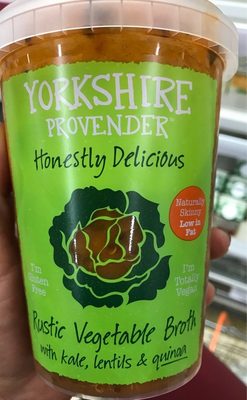 YORKSHIRE
PROVENDER™
Honestly Delicious
Naturally
Skinny
Low in
Fat
I'm
Gluten
Free
I'm
Totally
Vegan
Rustic Vegetable Broth
with kale, lentils & quinoa